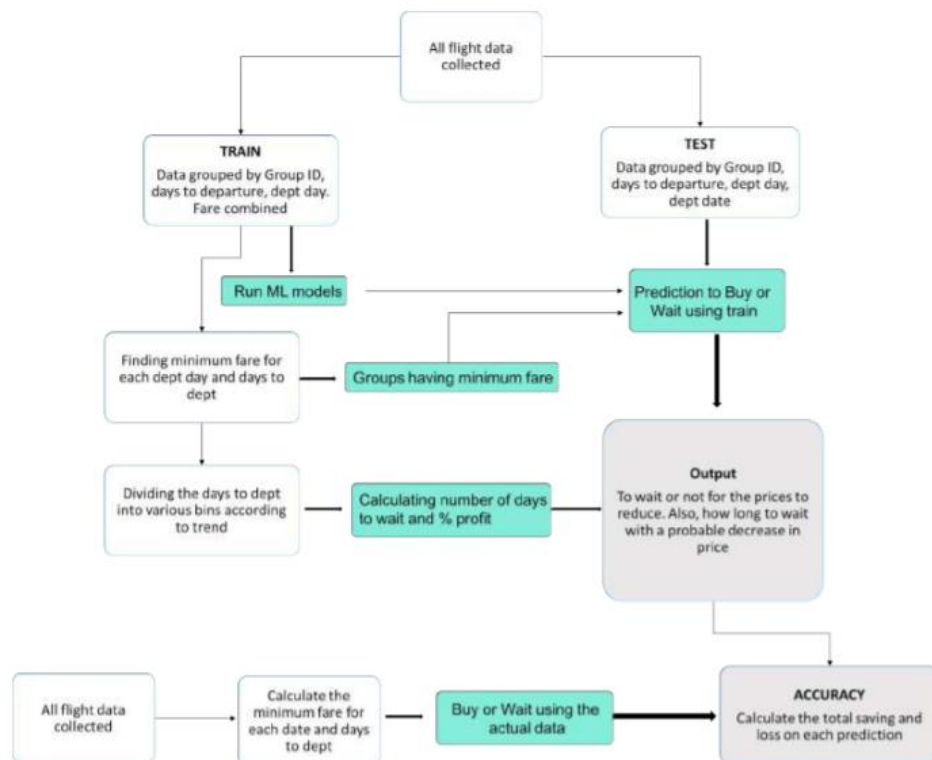 All flight data
collected
TRAIN
Data grouped by Group ID,
days to departure, dept day.
Fare combined
TEST
Data grouped by Group ID,
days to departure, dept day,
dept date
Run ML models
Prediction to Buy or
Wait using train
Finding minimum fare for
each dept day and days to
dept
Groups having minimum fare
Dividing the days to dept
into various bins according
to trend
Calculating number of days
to wait and % profit
Output
To wait or not for the prices to
reduce. Also, how long to wait
with a probable decrease in
price
All flight data
collected
Calculate the
minimum fare for
each date and days
to dept
Buy or Wait using the
actual data
ACCURACY
Calculate the total saving and
loss on each prediction